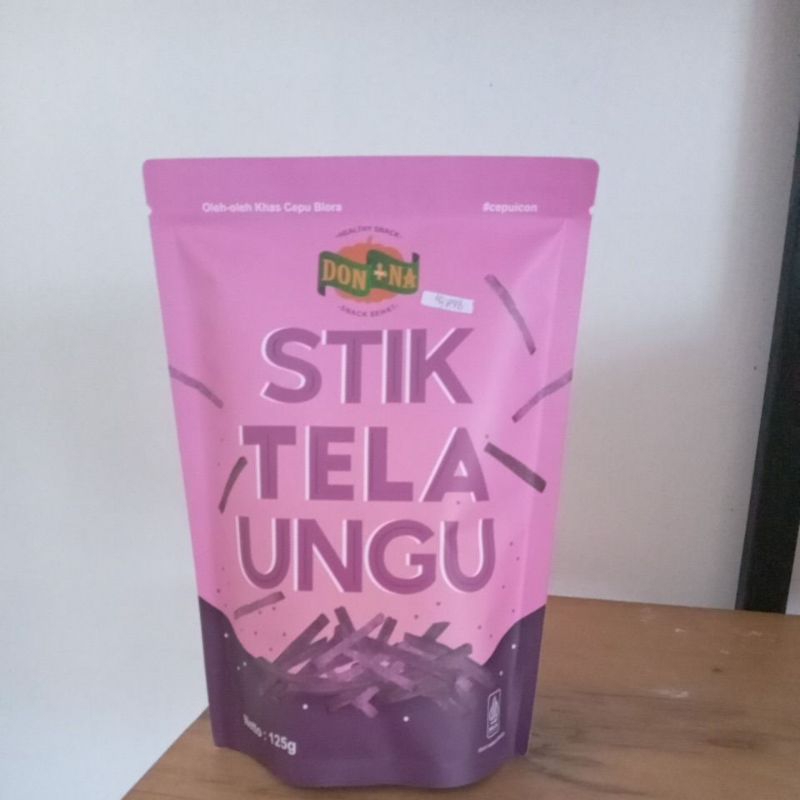 Oleh-oleh Khas Cepu Blora
#cepuicon
HEALTHY SNACK
DON NA
SNACK SEHAT
STIK
TELA
UNGU
Netto : 125g